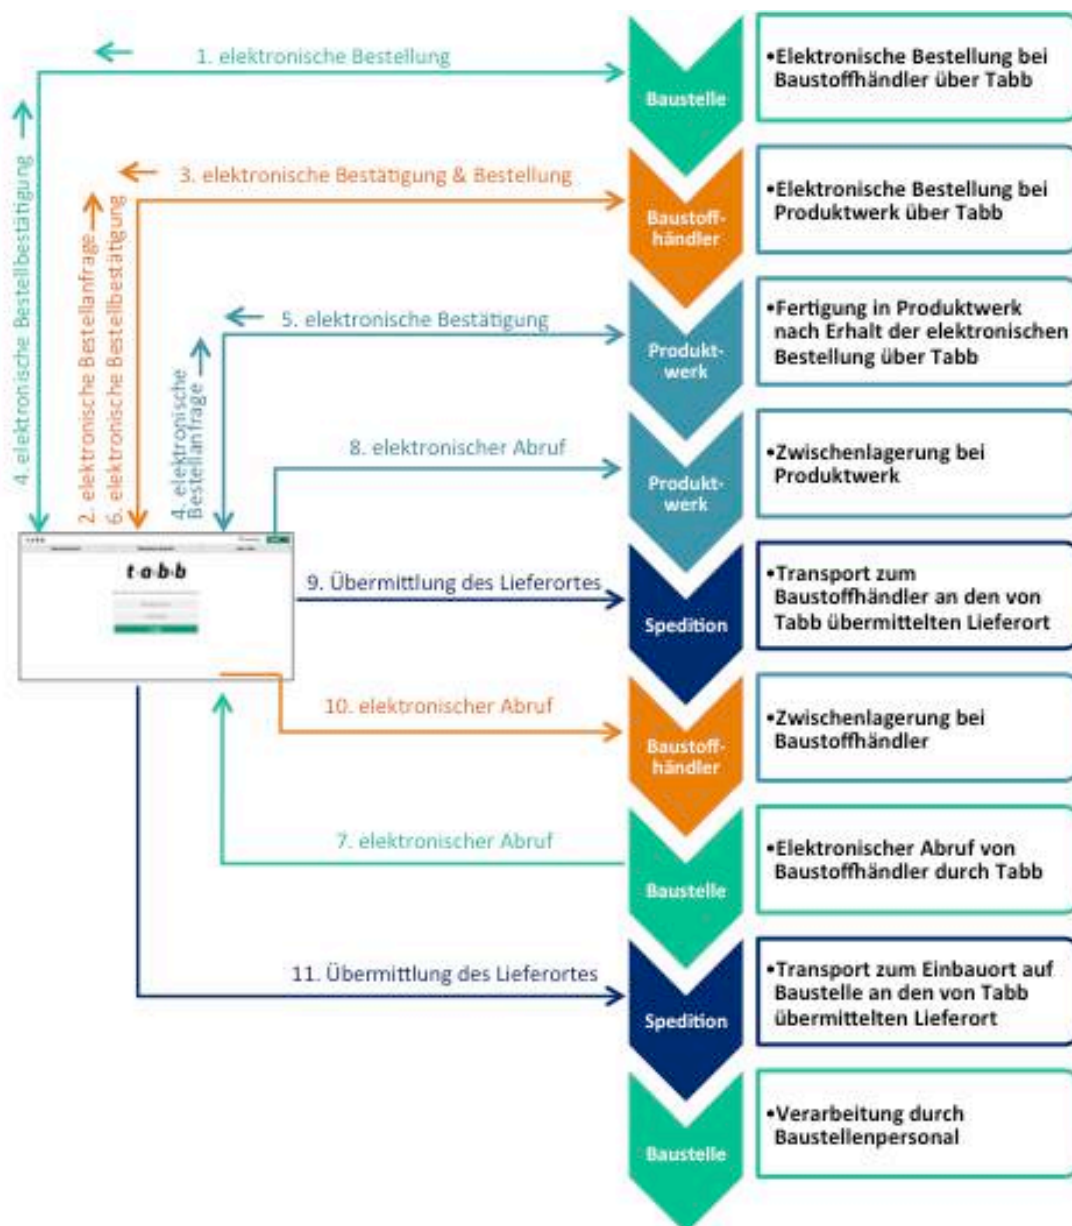 1. elektronische Bestellung
Baustelle
•Elektronische Bestellung bei
Baustoffhändler über Tabb
4. elektronische Bestellbestätigung
3. elektronische Bestätigung & Bestellung
Baustoff-
händler
•Elektronische Bestellung bei
Produktwerk über Tabb
2. elektronische Bestellanfrage
6. elektronische Bestellbestätigung
5. elektronische Bestätigung
Produkt-
werk
•Fertigung in Produktwerk
nach Erhalt der elektronischen
Bestellung über Tabb
4. elektronische
Bestellanfrage
8. elektronischer Abruf
Produkt-
werk
•Zwischenlagerung bei
Produktwerk
t·a·b·b
9. Übermittlung des Lieferortes
Spedition
•Transport zum
Baustoffhändler an den von
Tabb übermittelten Lieferort
10. elektronischer Abruf
Baustoff-
händler
•Zwischenlagerung bei
Baustoffhändler
7. elektronischer Abruf
Baustelle
•Elektronischer Abruf von
Baustoffhändler durch Tabb
11. Übermittlung des Lieferortes
Spedition
•Transport zum Einbauort auf
Baustelle an den von Tabb
übermittelten Lieferort
Baustelle
•Verarbeitung durch
Baustellenpersonal